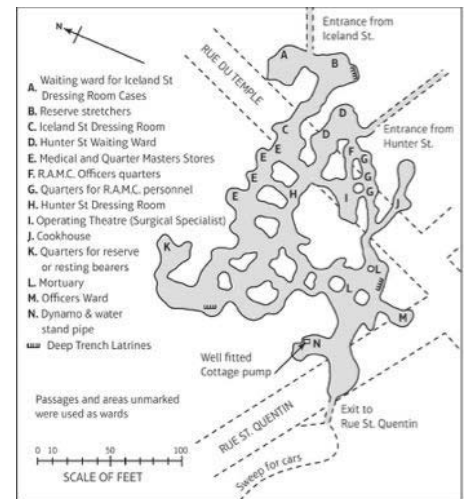 N
Entrance from
Iceland St.
RUE DU TEMPLE
A. Waiting ward for Iceland St
Dressing Room Cases
B. Reserve stretchers
C. Iceland St Dressing Room
D. Hunter St Waiting Ward
E. Medical and Quarter Masters Stores
F. R.A.M.C. Officers quarters
G. Quarters for R.A.M.C. personnel
H. Hunter St Dressing Room
I. Operating Theatre (Surgical Specialist)
J. Cookhouse
K. Quarters for reserve
or resting bearers
L. Mortuary
M. Officers Ward
N. Dynamo & water
stand pipe
Deep Trench Latrines
Passages and areas unmarked
were used as wards
0 10 50 100
SCALE OF FEET
A
B
C
D
D
Entrance from
Hunter St.
E
E
E
E
E
F
G
G
G
H
I
J
K
L
L
M
N
Well fitted
Cottage pump
Exit to
Rue St. Quentin
RUE ST. QUENTIN
Sweep for cars